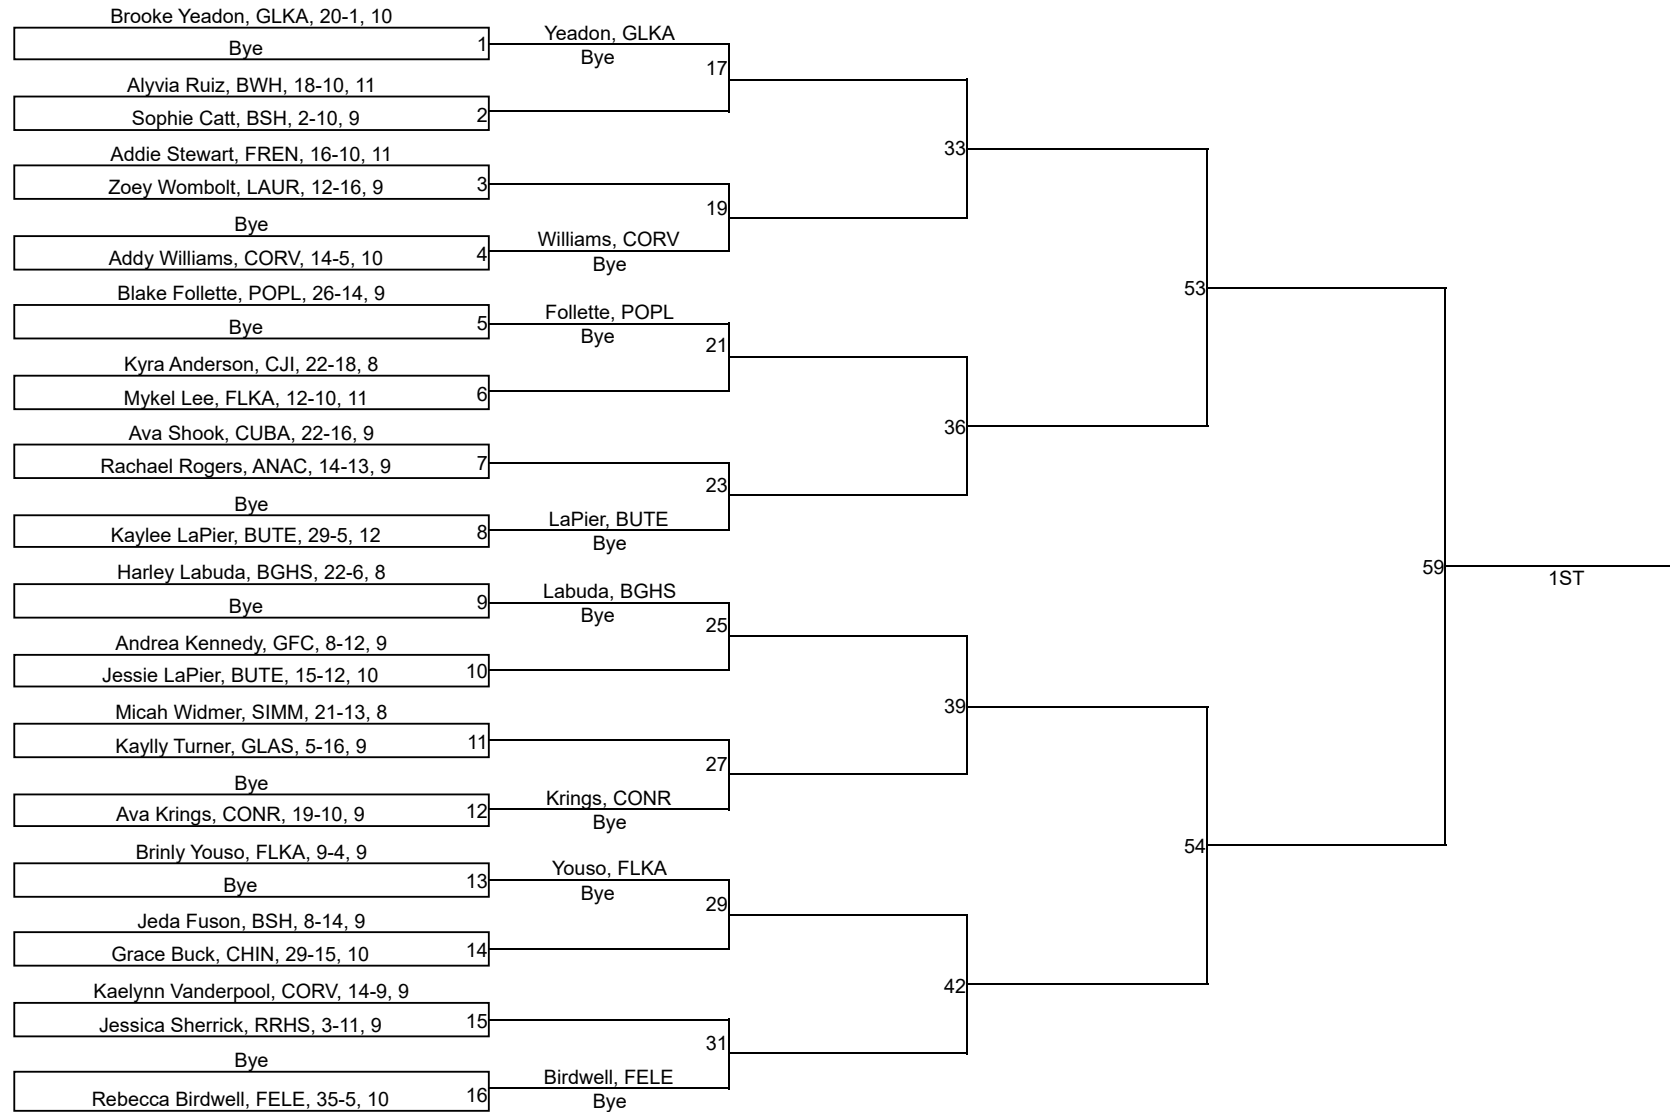 Brooke Yeadon, GLKA, 20-1, 10
Bye
1
Alyvia Ruiz, BWH, 18-10, 11
Sophie Catt, BSH, 2-10, 9
2
Addie Stewart, FREN, 16-10, 11
Zoey Wombolt, LAUR, 12-16, 9
3
Bye
Addy Williams, CORV, 14-5, 10
4
Blake Follette, POPL, 26-14, 9
Bye
5
Kyra Anderson, CJI, 22-18, 8
Mykel Lee, FLKA, 12-10, 11
6
Ava Shook, CUBA, 22-16, 9
Rachael Rogers, ANAC, 14-13, 9
7
Bye
Kaylee LaPier, BUTE, 29-5, 12
8
Harley Labuda, BGHS, 22-6, 8
Bye
9
Andrea Kennedy, GFC, 8-12, 9
Jessie LaPier, BUTE, 15-12, 10
10
Micah Widmer, SIMM, 21-13, 8
Kaylly Turner, GLAS, 5-16, 9
11
Bye
Ava Krings, CONR, 19-10, 9
12
Brinly Youso, FLKA, 9-4, 9
Bye
13
Jeda Fuson, BSH, 8-14, 9
Grace Buck, CHIN, 29-15, 10
14
Kaelynn Vanderpool, CORV, 14-9, 9
Jessica Sherrick, RRHS, 3-11, 9
15
Bye
Rebecca Birdwell, FELE, 35-5, 10
16
Yeadon, GLKA
Bye
17
19
Williams, CORV
Bye
Follette, POPL
Bye
21
23
LaPier, BUTE
Bye
Labuda, BGHS
Bye
25
27
Krings, CONR
Bye
Youso, FLKA
Bye
29
31
Birdwell, FELE
Bye
33
36
39
42
53
54
59
1ST